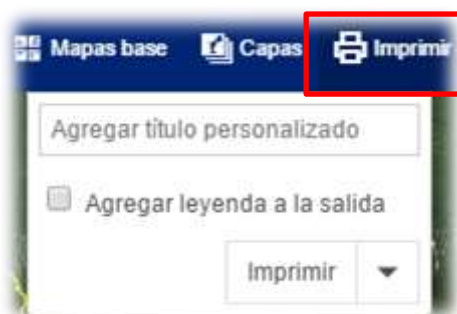 Mapas base Capas Imprimir
Agregar título personalizado
Agregar leyenda a la salida
Imprimir